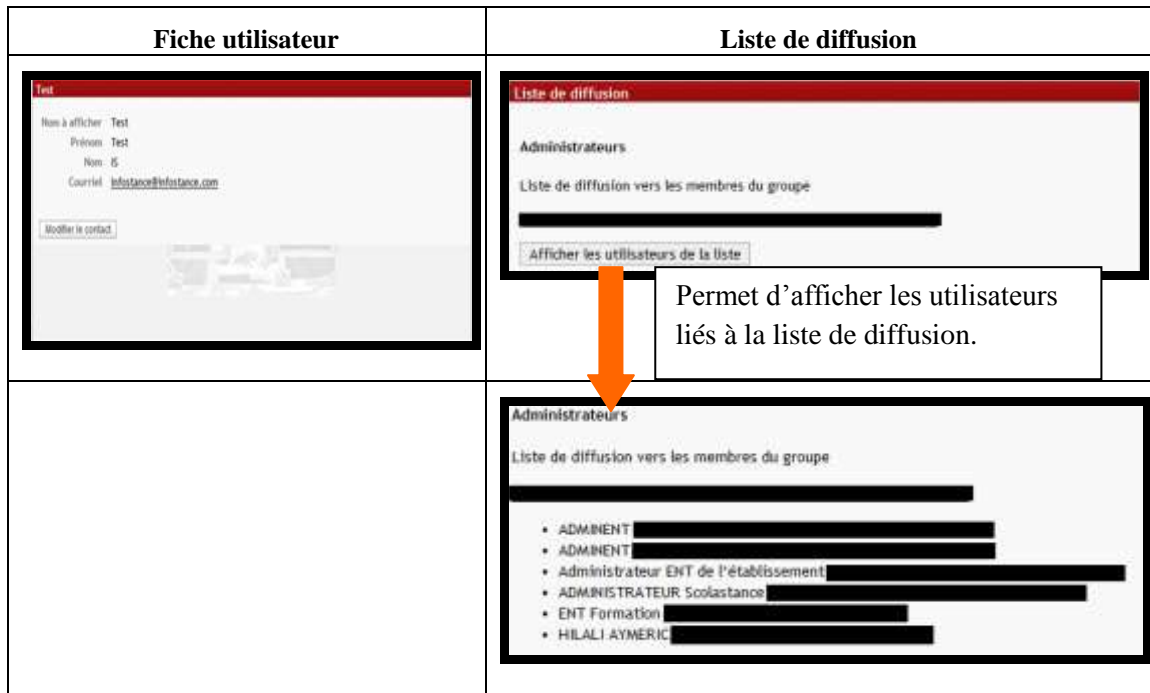 Fiche utilisateur
Liste de diffusion
Test
Nom à afficher Test
Prénom Test
Nom IS
Courriel infostance@infostance.com
Modifier le contact
Liste de diffusion
Administrateurs
Liste de diffusion vers les membres du groupe
Afficher les utilisateurs de la liste
Permet d’afficher les utilisateurs
liés à la liste de diffusion.
Administrateurs
Liste de diffusion vers les membres du groupe
• ADMINENT
• ADMINENT
• Administrateur ENT de l'établissement
• ADMINISTRATEUR Scolastance
• ENT Formation
• HILALI AYMERIC